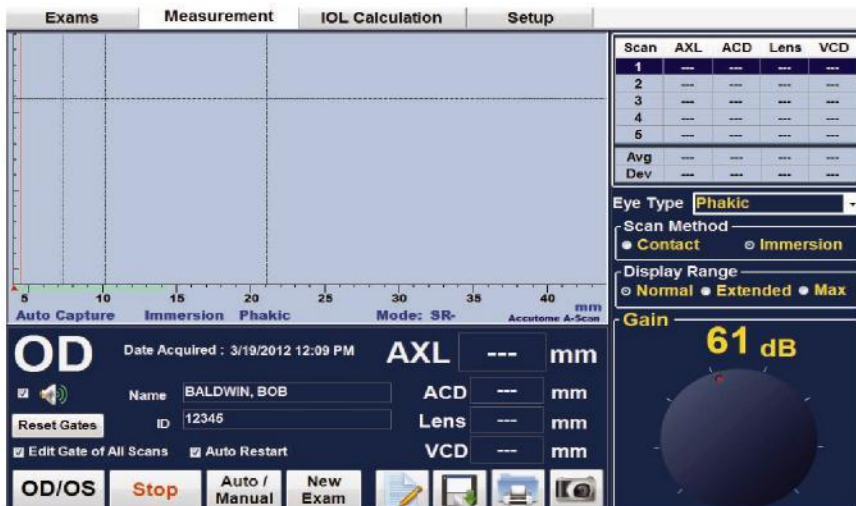 Exams Measurement IOL Calculation Setup
Scan AXL ACD Lens VCD
1 --- --- --- ---
2 --- --- --- ---
3 --- --- --- ---
4 --- --- --- ---
5 --- --- --- ---
Avg --- --- --- ---
Dev --- --- --- ---
Eye Type Phakic
Scan Method
Contact Immersion
Display Range
Normal Extended Max
Gain
61 dB
5 10 15 20 25 30 35 40 mm
Auto Capture Immersion Phakic Mode: SR- Accutome A-Scan
OD Date Acquired : 3/19/2012 12:09 PM AXL --- mm
Name BALDWIN, BOB ACD --- mm
Reset Gates ID 12345 Lens --- mm
Edit Gate of All Scans Auto Restart VCD --- mm
OD/OS Stop Auto / Manual New Exam